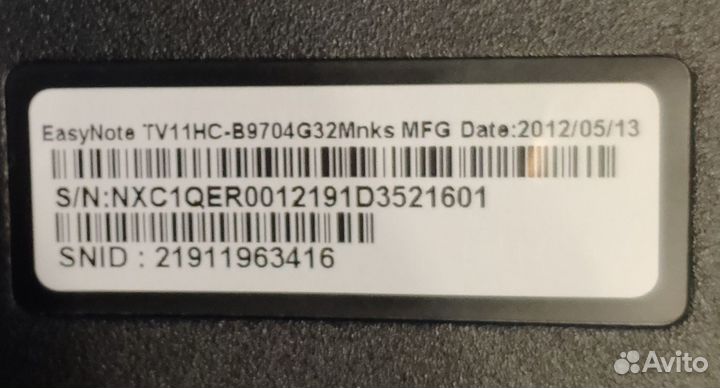 EasyNote TV11HC-B9704G32Mnks MFG Date:2012/05/13
S/N:NXC1QER0012191D3521601
SNID : 21911963416
Avito